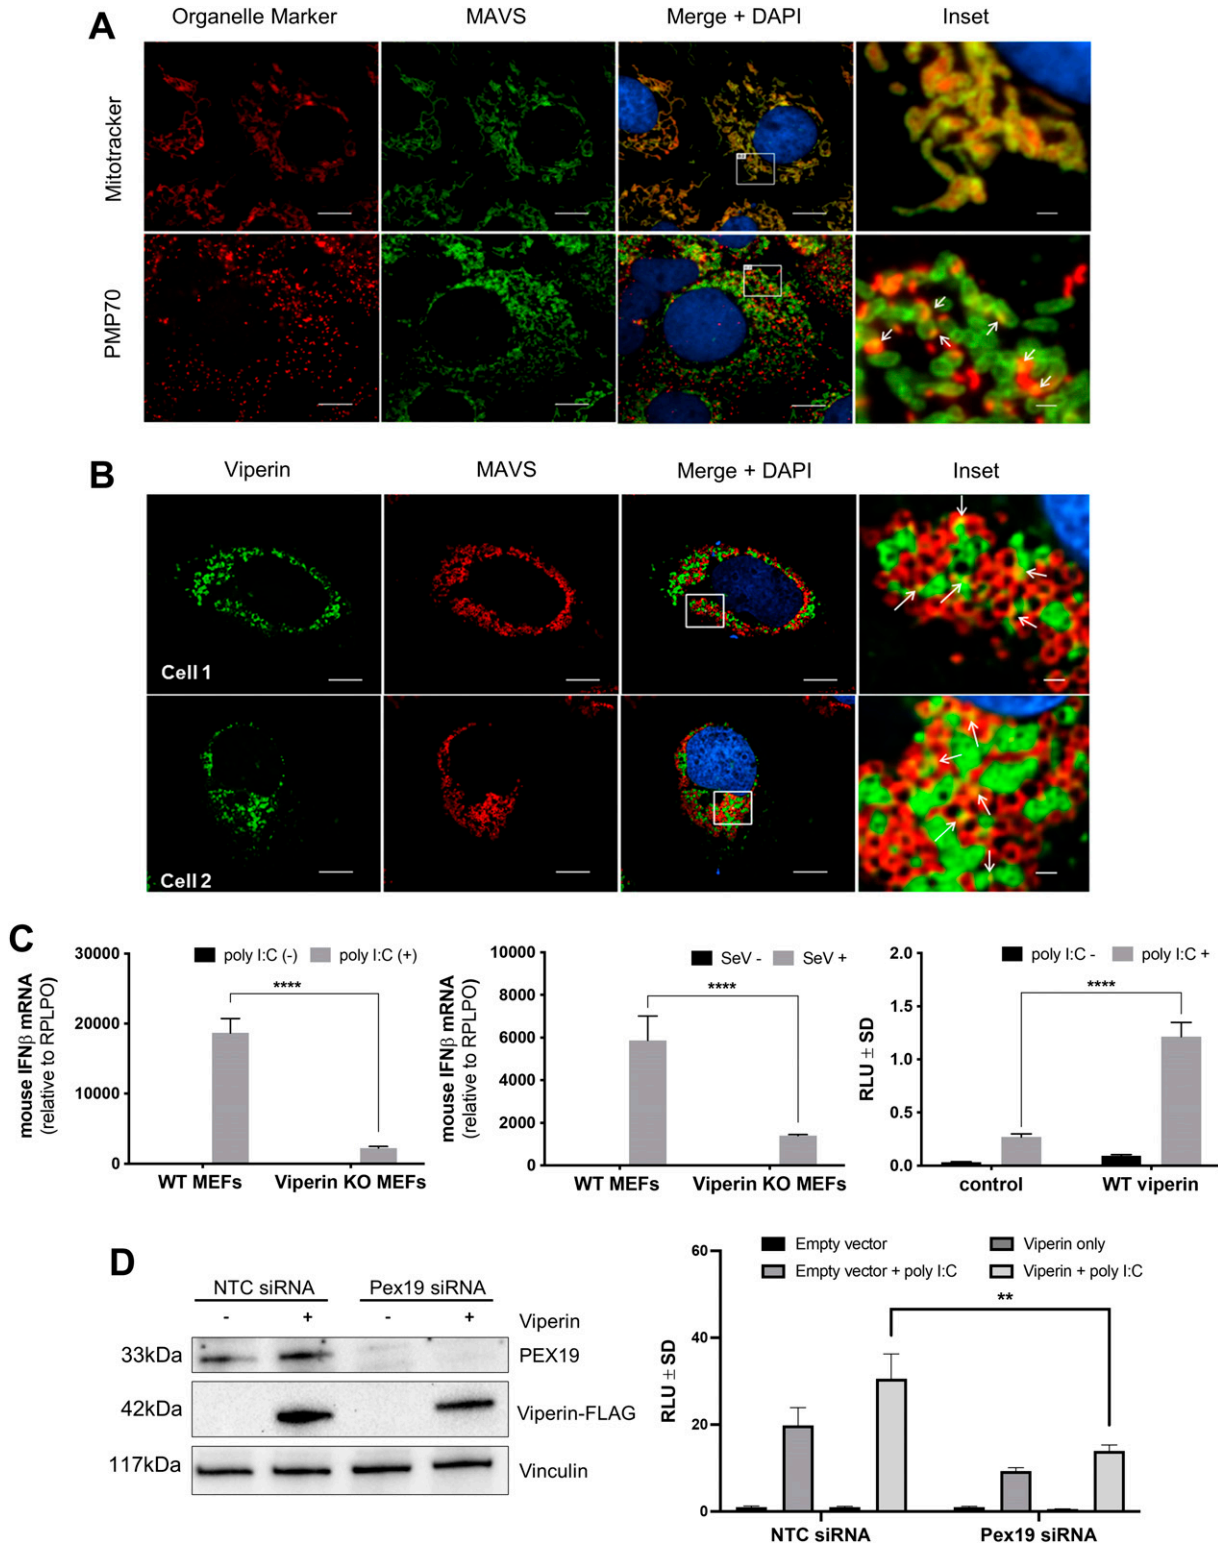 A
Organelle Marker MAVS Merge + DAPI Inset
Mitotracker
PMP70
B
Viperin MAVS Merge + DAPI Inset
Cell 1
Cell 2
C
30000
20000
10000
0
mouse IFNβ mRNA
(relative to RPLPO)
poly I:C (-) poly I:C (+)
****
WT MEFs Viperin KO MEFs
10000
8000
6000
4000
2000
0
mouse IFNβ mRNA
(relative to RPLPO)
SeV - SeV +
****
WT MEFs Viperin KO MEFs
2.0
1.5
1.0
0.5
0.0
RLU ± SD
poly I:C - poly I:C +
****
control WT viperin
D
NTC siRNA Pex19 siRNA
- + - + Viperin
33kDa PEX19
42kDa Viperin-FLAG
117kDa Vinculin
Empty vector Viperin only
Empty vector + poly I:C Viperin + poly I:C
**
60
40
20
0
RLU ± SD
NTC siRNA Pex19 siRNA